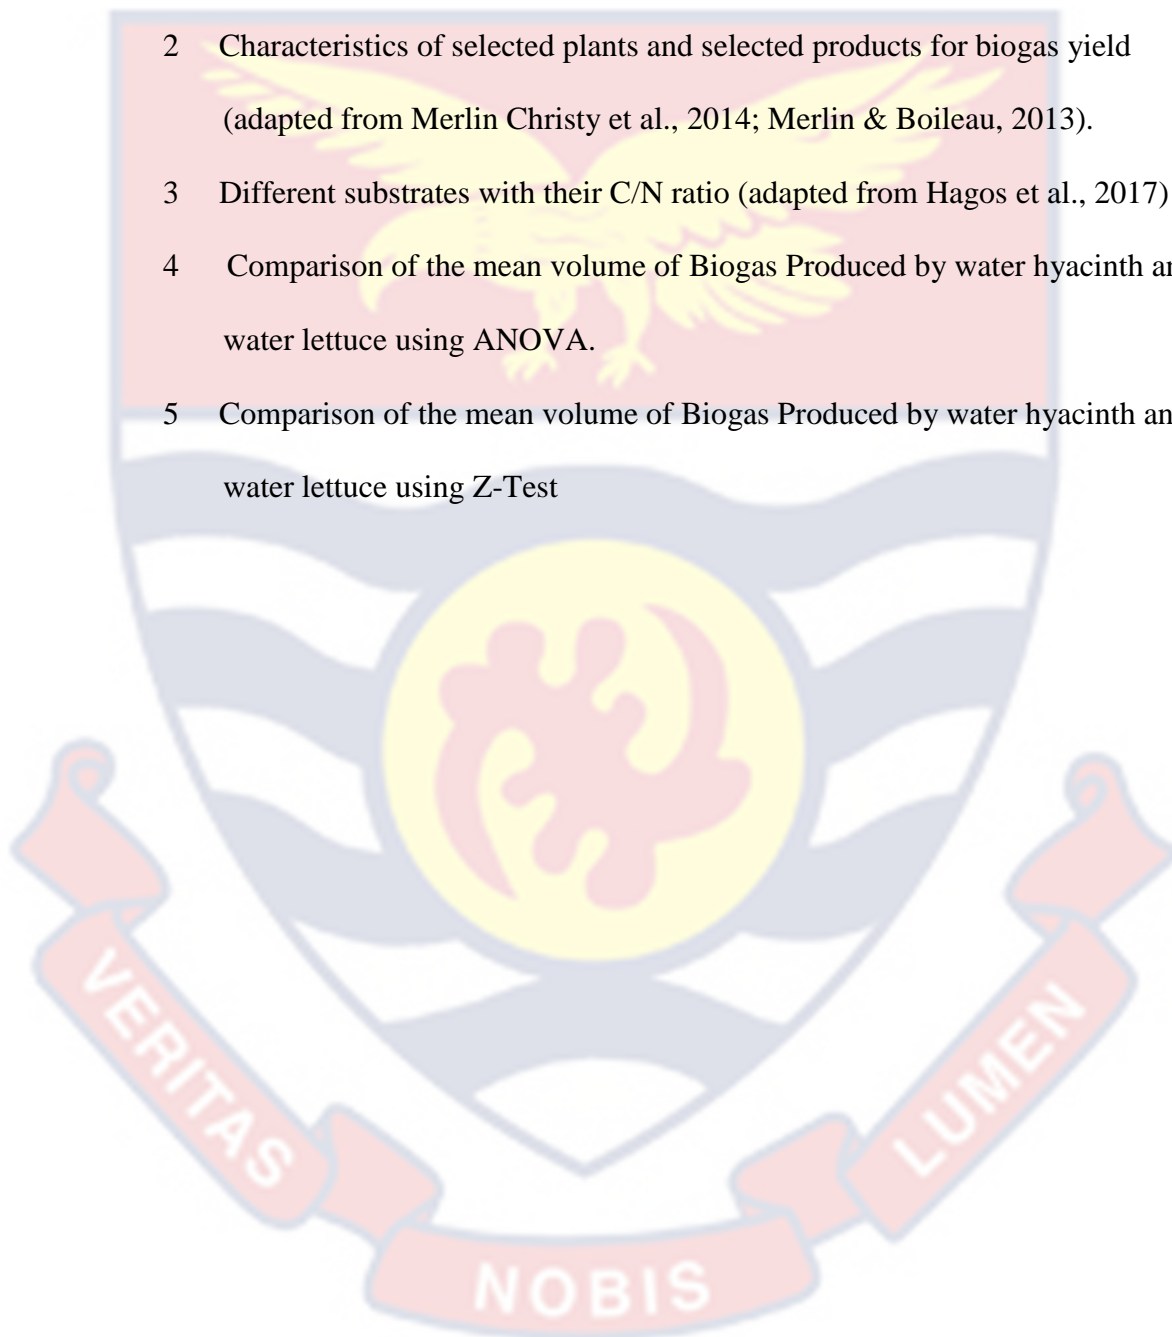 2 Characteristics of selected plants and selected products for biogas yield
(adapted from Merlin Christy et al., 2014; Merlin & Boileau, 2013).
3 Different substrates with their C/N ratio (adapted from Hagos et al., 2017)
4 Comparison of the mean volume of Biogas Produced by water hyacinth
water lettuce using ANOVA.
5 Comparison of the mean volume of Biogas Produced by water hyacinth
water lettuce using Z-Test
VERITAS
NOBIS
LUMEN